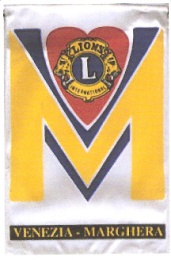 LIONS
L
INTERNATIONAL
VENEZIA - MARGHERA